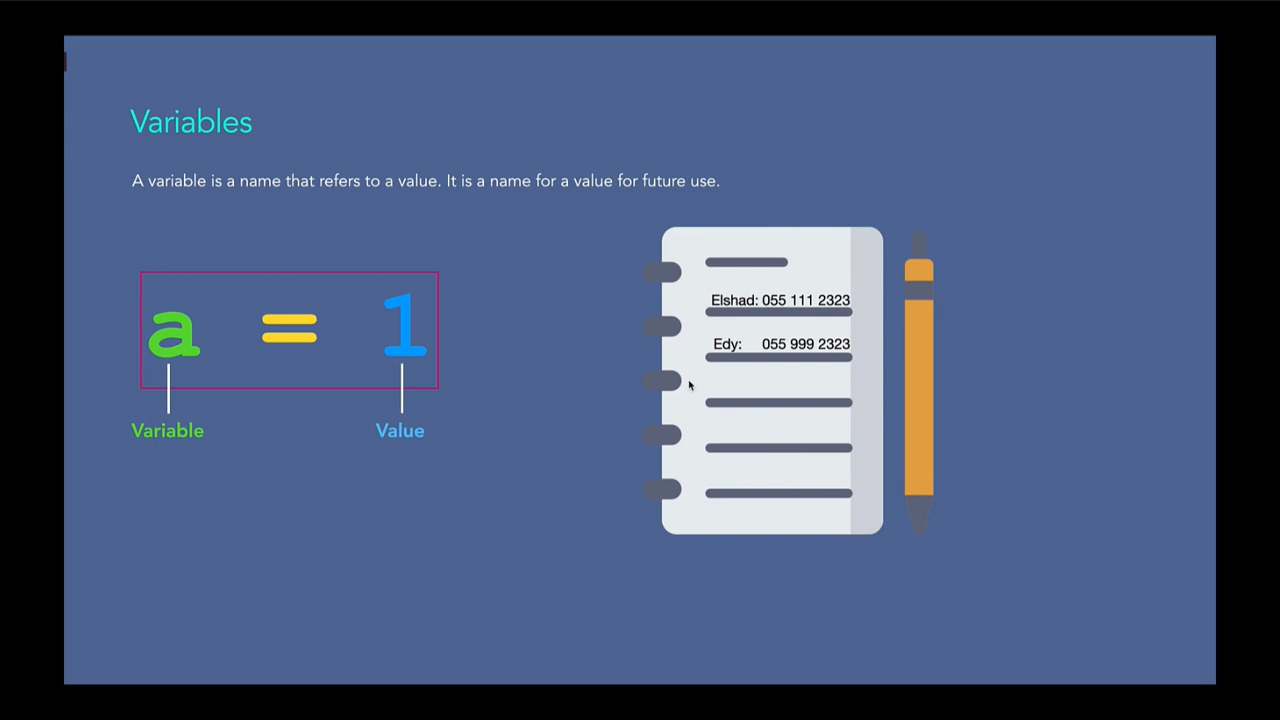 Variables
A variable is a name that refers to a value. It is a name for a value for future use.
a = 1
Variable
Value
Elshad: 055 111 2323
Edy: 055 999 2323